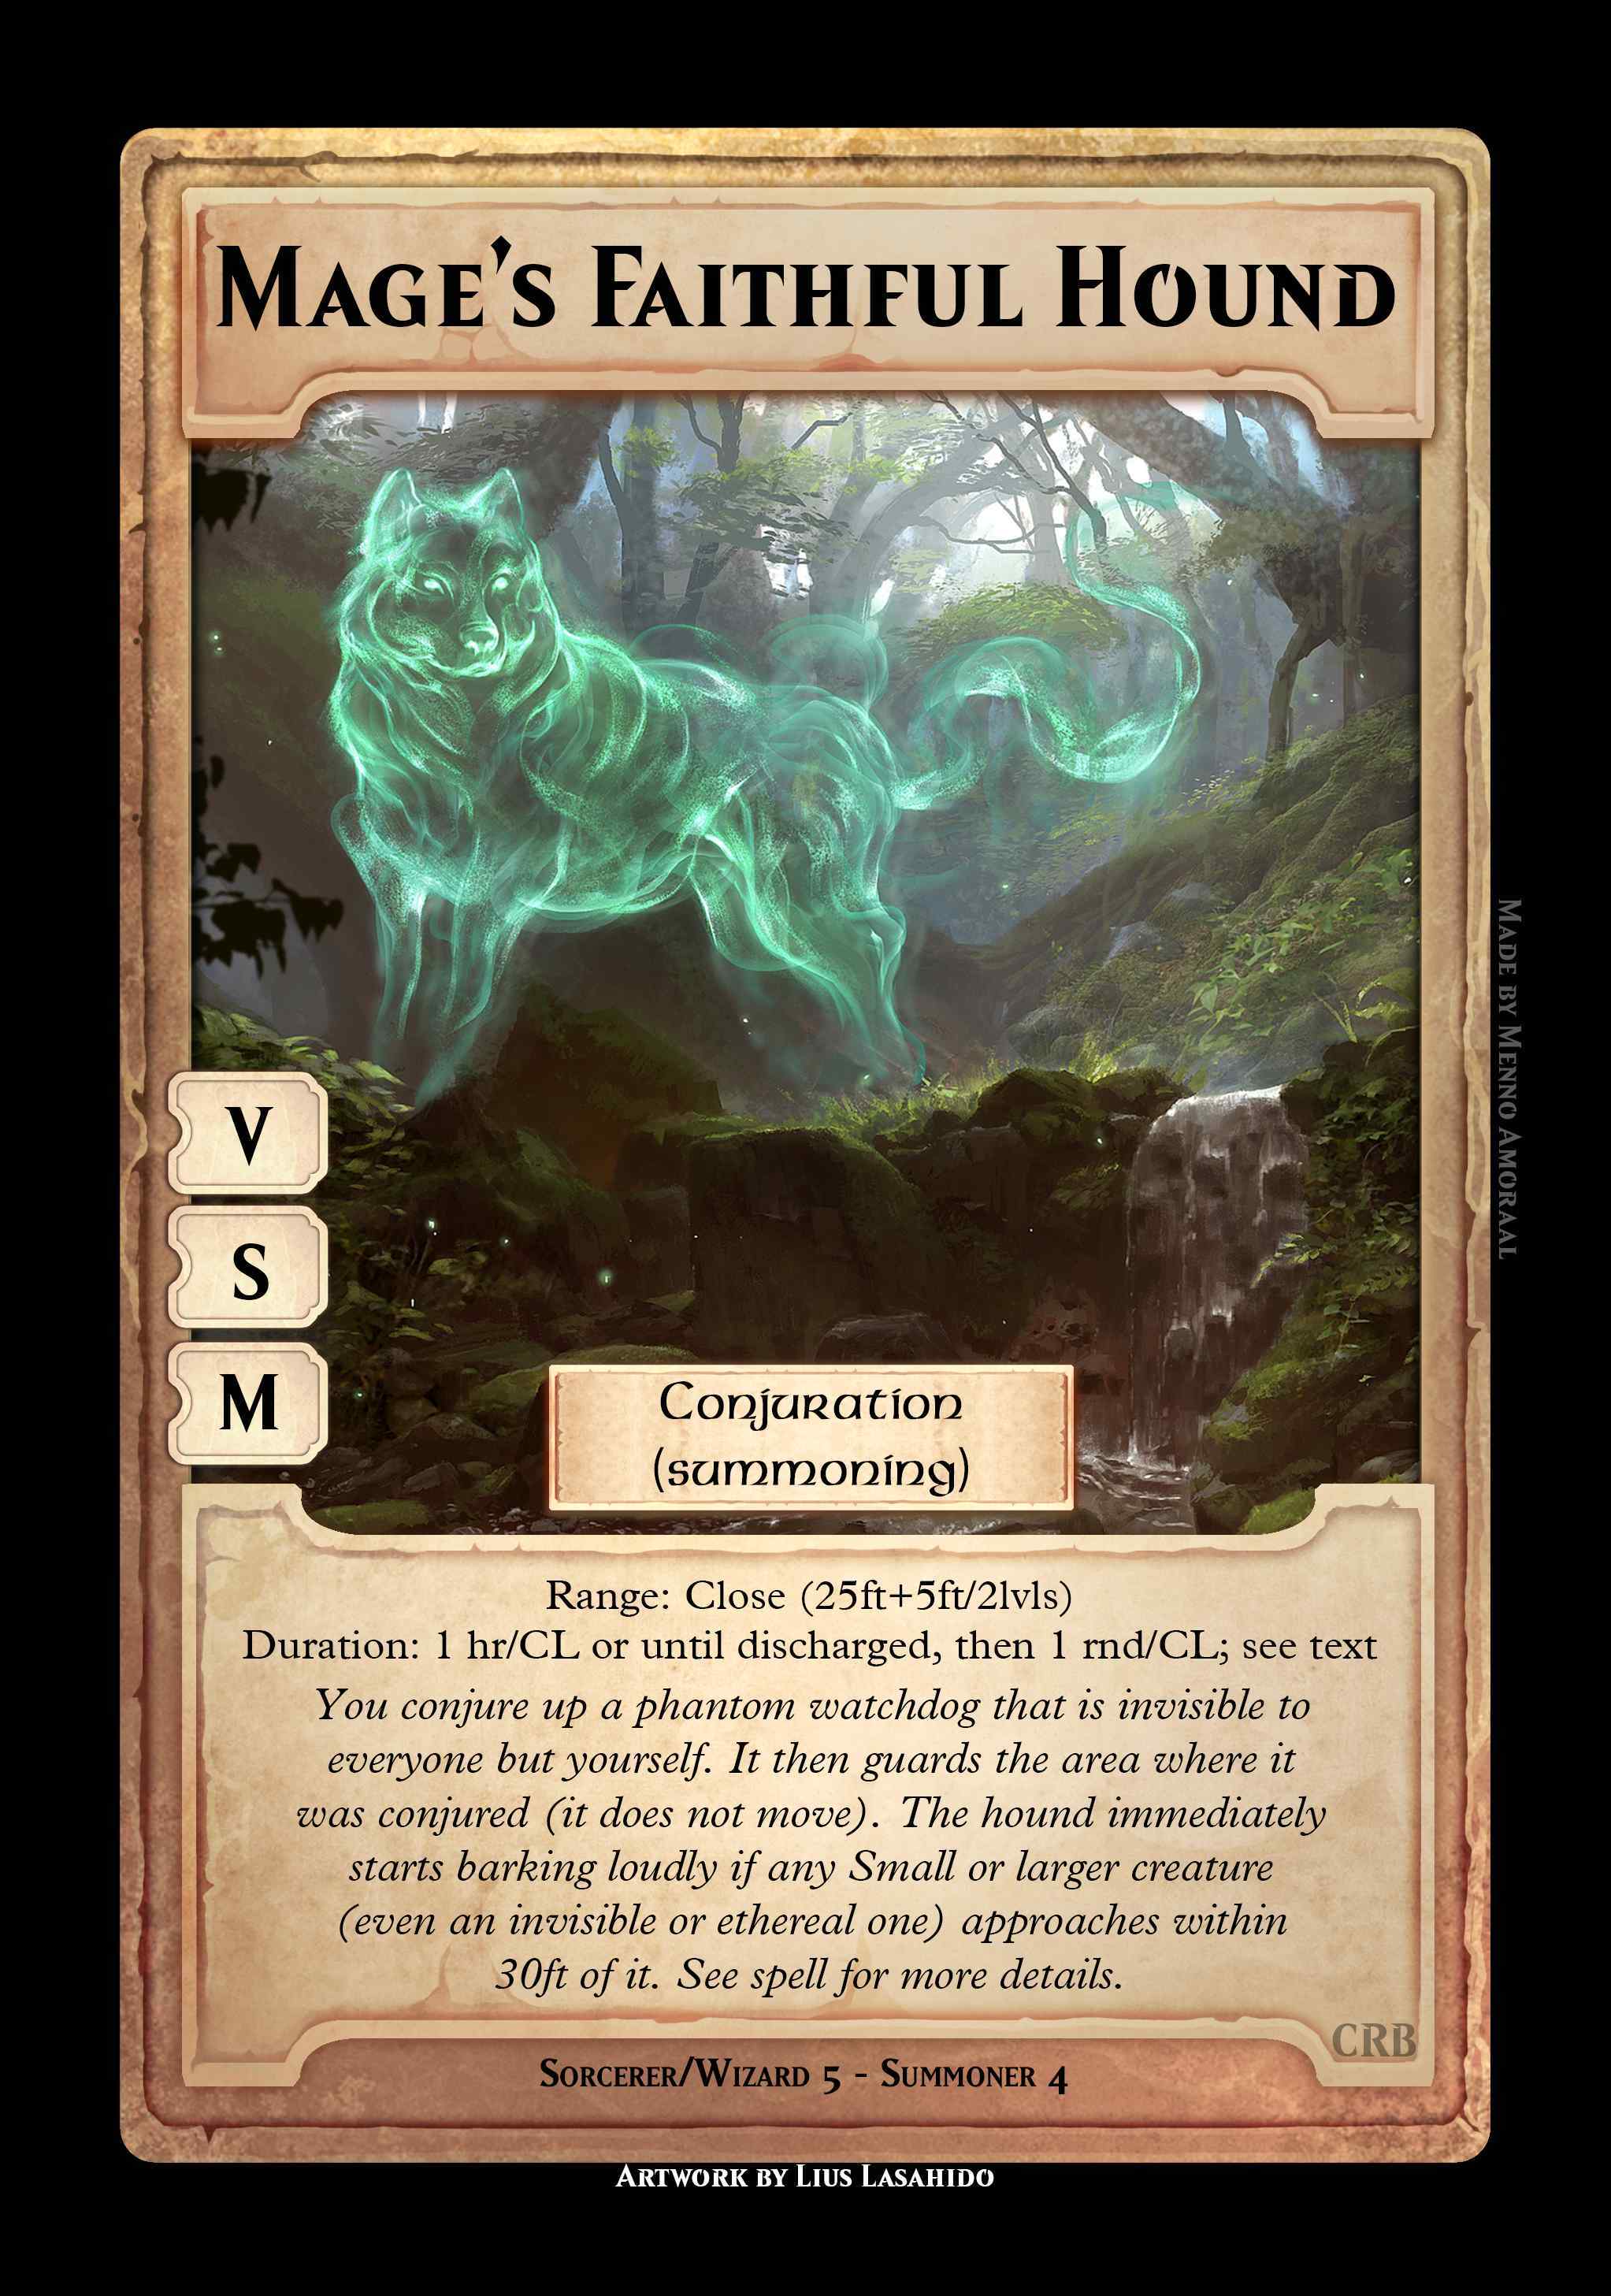 Mage's Faithful Hound
V
S
M
Conjuration
(summoning)
Range: Close (25ft+5ft/2lvls)
Duration: 1 hr/CL or until discharged, then 1 rnd/CL; see text
You conjure up a phantom watchdog that is invisible to
everyone but yourself. It then guards the area where it
was conjured (it does not move). The hound immediately
starts barking loudly if any Small or larger creature
(even an invisible or ethereal one) approaches within
30ft of it. See spell for more details.
CRB
Sorcerer/Wizard 5 - Summoner 4
Artwork by Lius Lasahido
Made by Menno Amoraal